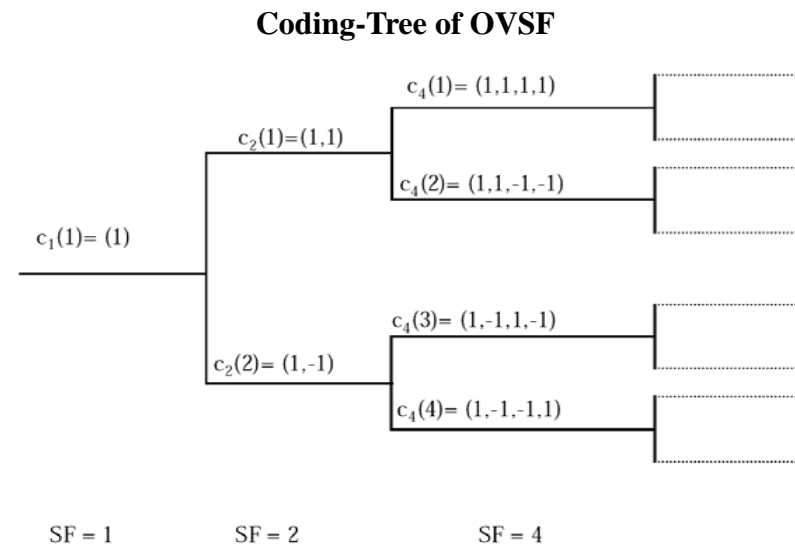 Coding-Tree of OVSF
c₄(1)= (1,1,1,1)
c₂(1)=(1,1)
c₄(2)= (1,1,-1,-1)
c₁(1)= (1)
c₄(3)= (1,-1,1,-1)
c₂(2)= (1,-1)
c₄(4)= (1,-1,-1,1)
SF = 1 SF = 2 SF = 4